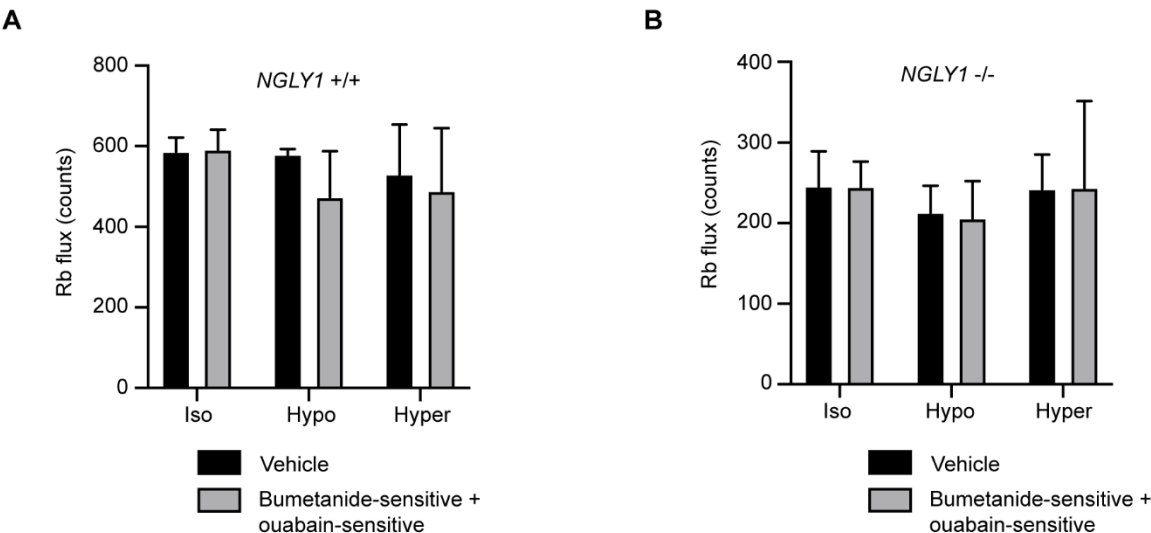 A
NGLY1 +/+
Rb flux (counts)
800
600
400
200
0
Iso
Hypo
Hyper
Vehicle
Bumetanide-sensitive +
ouabain-sensitive
B
NGLY1 -/-
Rb flux (counts)
400
300
200
100
0
Iso
Hypo
Hyper
Vehicle
Bumetanide-sensitive +
ouabain-sensitive